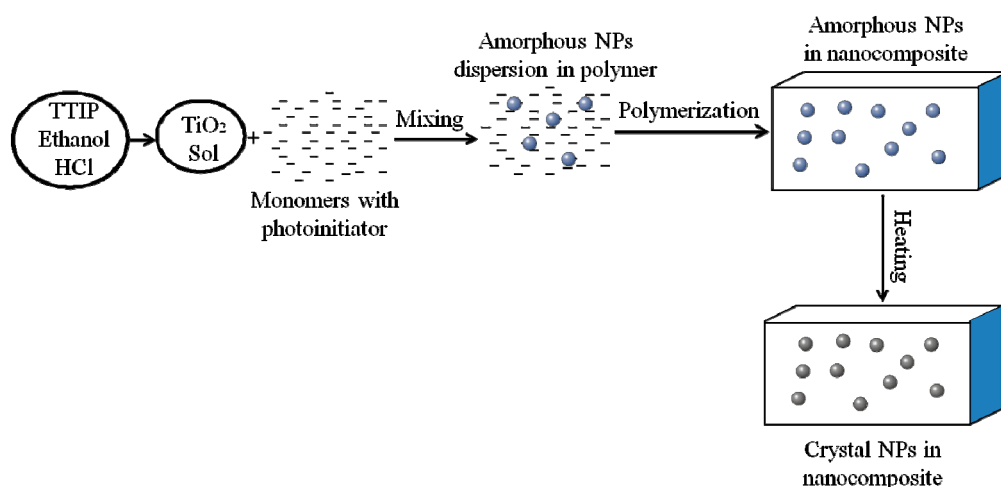 TTIP
Ethanol
HCl
TiO₂
Sol
+
Monomers with
photoinitiator
Mixing
Amorphous NPs
dispersion in polymer
Polymerization
Amorphous NPs
in nanocomposite
Heating
Crystal NPs in
nanocomposite